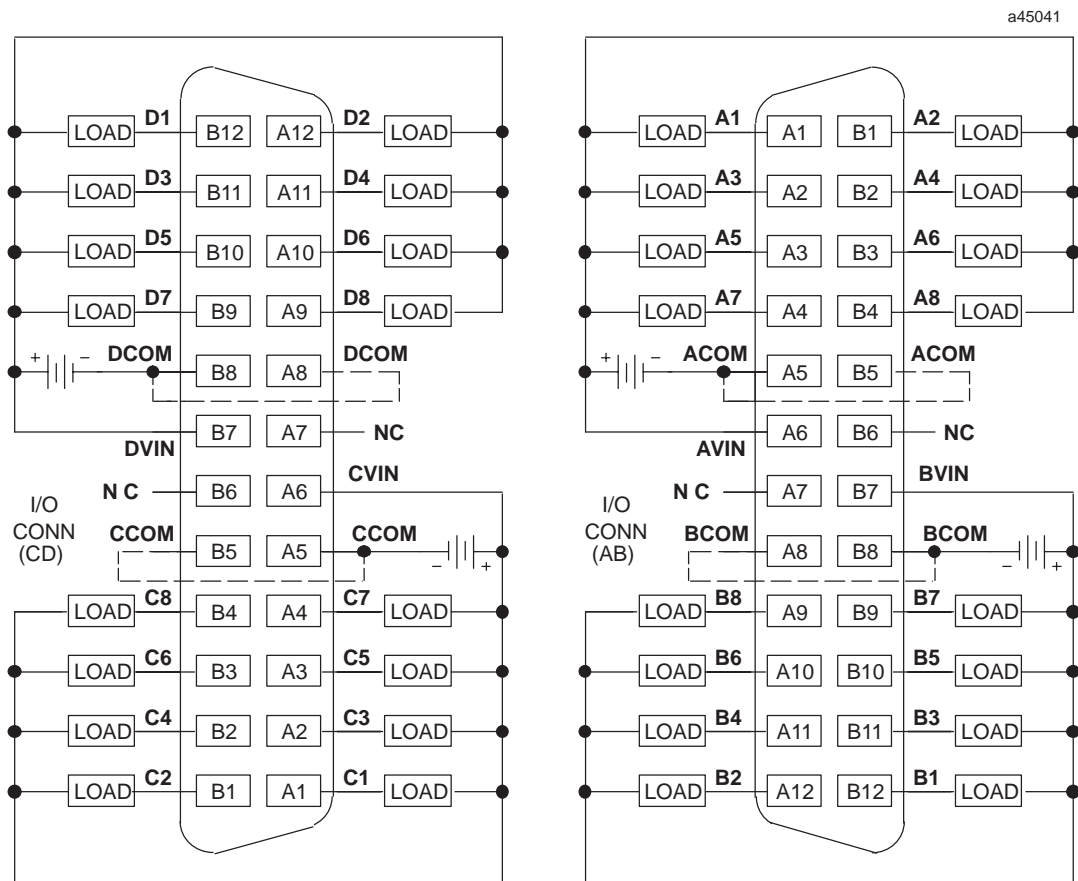 a45041
LOAD D1 B12 A12 D2 LOAD
LOAD D3 B11 A11 D4 LOAD
LOAD D5 B10 A10 D6 LOAD
LOAD D7 B9 A9 D8 LOAD
+ − DCOM B8 A8 DCOM
DVIN B7 A7 NC
N C B6 A6 CVIN
I/O
CONN
(CD)
CCOM B5 A5 CCOM − +
LOAD C8 B4 A4 C7 LOAD
LOAD C6 B3 A3 C5 LOAD
LOAD C4 B2 A2 C3 LOAD
LOAD C2 B1 A1 C1 LOAD
LOAD A1 A1 B1 A2 LOAD
LOAD A3 A2 B2 A4 LOAD
LOAD A5 A3 B3 A6 LOAD
LOAD A7 A4 B4 A8 LOAD
+ − ACOM A5 B5 ACOM
AVIN A6 B6 NC
N C A7 B7 BVIN
I/O
CONN
(AB)
BCOM A8 B8 BCOM − +
LOAD B8 A9 B9 B7 LOAD
LOAD B6 A10 B10 B5 LOAD
LOAD B4 A11 B11 B3 LOAD
LOAD B2 A12 B12 B1 LOAD